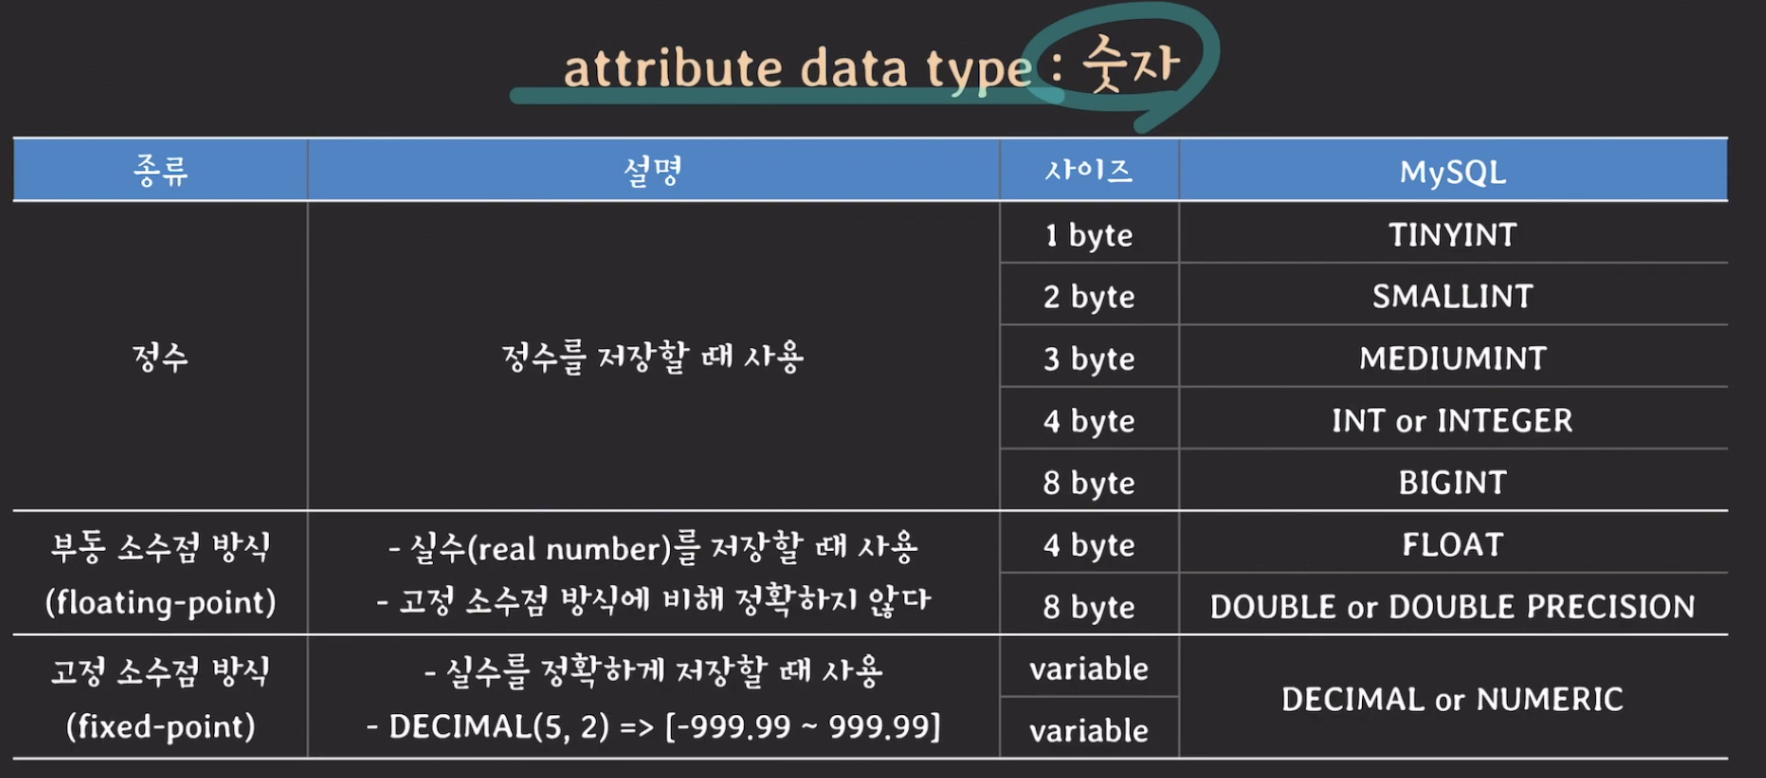 attribute data type : 숫자
종류 설명 사이즈 MySQL
정수 정수를 저장할 때 사용
1 byte TINYINT
2 byte SMALLINT
3 byte MEDIUMINT
4 byte INT or INTEGER
8 byte BIGINT
부동 소수점 방식
(floating-point)
- 실수(real number)를 저장할 때 사용
- 고정 소수점 방식에 비해 정확하지 않다
4 byte FLOAT
8 byte DOUBLE or DOUBLE PRECISION
고정 소수점 방식
(fixed-point)
- 실수를 정확하게 저장할 때 사용
- DECIMAL(5, 2) => [-999.99 ~ 999.99]
variable
variable
DECIMAL or NUMERIC